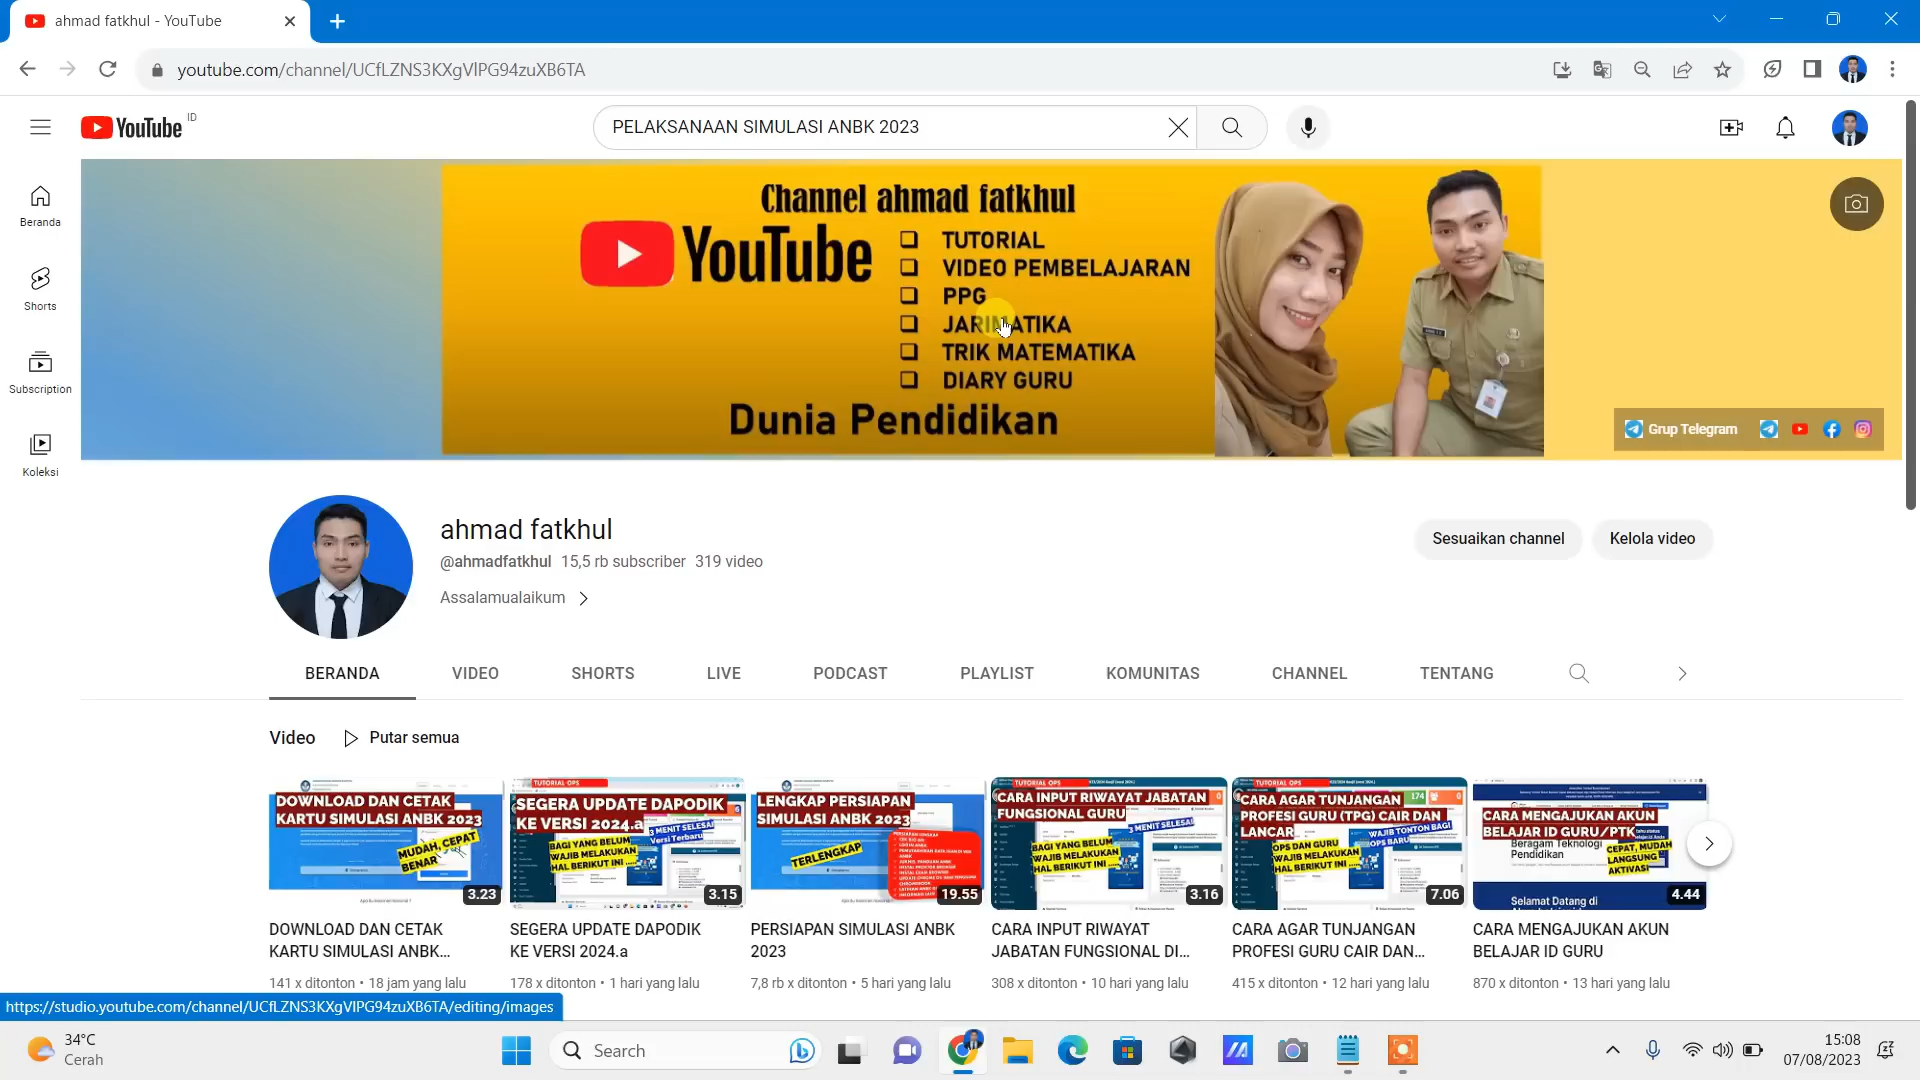 ahmad fatkhul - YouTube
youtube.com/channel/UCfLZNS3KXgVlPG94zuXB6TA
YouTube ID
PELAKSANAAN SIMULASI ANBK 2023
Beranda
Shorts
Subscription
Koleksi
Channel ahmad fatkhul
YouTube
TUTORIAL
VIDEO PEMBELAJARAN
PPG
JARIMATIKA
TRIK MATEMATIKA
DIARY GURU
Dunia Pendidikan
Grup Telegram
ahmad fatkhul
@ahmadfatkhul 15,5 rb subscriber 319 video
Assalamualaikum
Sesuaikan channel
Kelola video
BERANDA VIDEO SHORTS LIVE PODCAST PLAYLIST KOMUNITAS CHANNEL TENTANG
Video
Putar semua
DOWNLOAD DAN CETAK
KARTU SIMULASI ANBK 2023
MUDAH, CEPAT
BENAR
3.23
DOWNLOAD DAN CETAK
KARTU SIMULASI ANBK...
141 x ditonton • 18 jam yang lalu
TUTORIAL OPS
SEGERA UPDATE DAPODIK
KE VERSI 2024.a
3 MENIT SELESAI
Versi Terbaru
BAGI YANG BELUM
WAJIB MELAKUKAN
HAL BERIKUT INI ....
3.15
SEGERA UPDATE DAPODIK
KE VERSI 2024.a
178 x ditonton • 1 hari yang lalu
LENGKAP PERSIAPAN
SIMULASI ANBK 2023
TERLENGKAP
19.55
PERSIAPAN SIMULASI ANBK
2023
7,8 rb x ditonton • 5 hari yang lalu
TUTORIAL OPS
CARA INPUT RIWAYAT JABATAN
FUNGSIONAL GURU
3 MENIT SELESAI
BAGI YANG BELUM
WAJIB MELAKUKAN
HAL BERIKUT INI ....
3.16
CARA INPUT RIWAYAT
JABATAN FUNGSIONAL DI...
308 x ditonton • 10 hari yang lalu
TUTORIAL OPS
174
CARA AGAR TUNJANGAN
PROFESI GURU (TPG) CAIR DAN
LANCAR
WAJIB TONTON BAGI
OPS BARU
OPS DAN GURU
WAJIB MELAKUKAN
HAL BERIKUT INI ....
7.06
CARA AGAR TUNJANGAN
PROFESI GURU CAIR DAN...
415 x ditonton • 12 hari yang lalu
CARA MENGAJUKAN AKUN
BELAJAR ID GURU/PTK
Beragam Teknologi
Pendidikan
CEPAT, MUDAH
LANGSUNG
AKTIVASI
Selamat Datang di
4.44
CARA MENGAJUKAN AKUN
BELAJAR ID GURU
870 x ditonton • 13 hari yang lalu
https://studio.youtube.com/channel/UCfLZNS3KXgVlPG94zuXB6TA/editing/images
34°C
Cerah
Search
15:08
07/08/2023